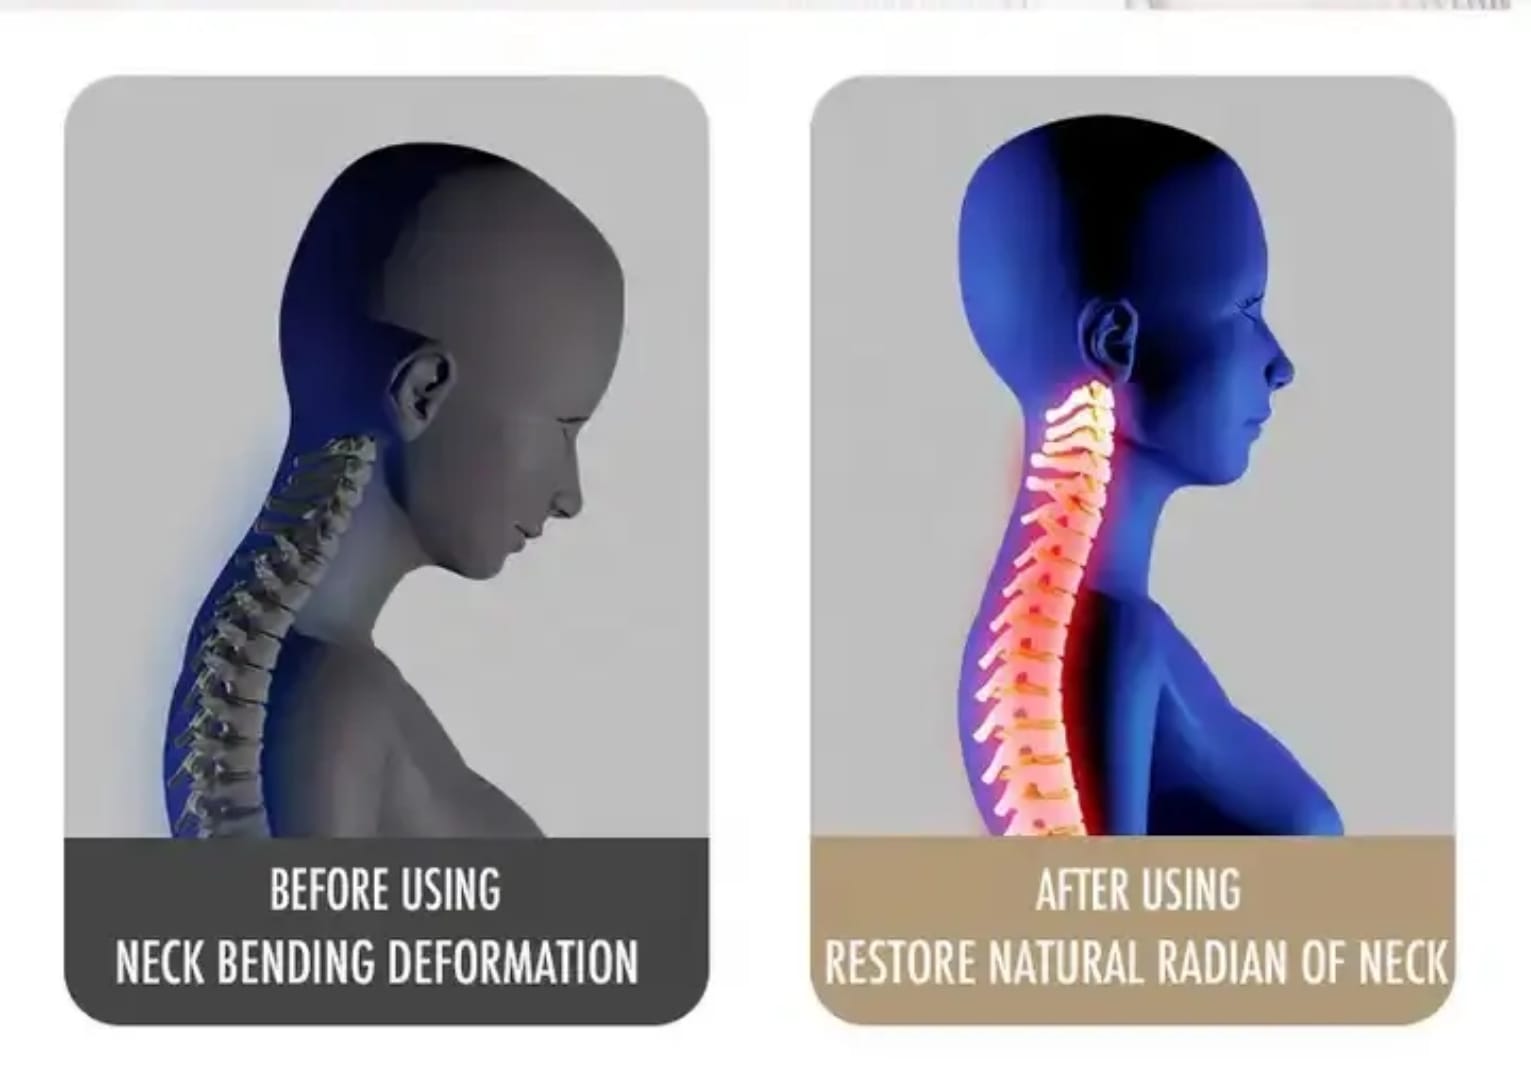 BEFORE USING
NECK BENDING DEFORMATION
AFTER USING
RESTORE NATURAL RADIAN OF NECK